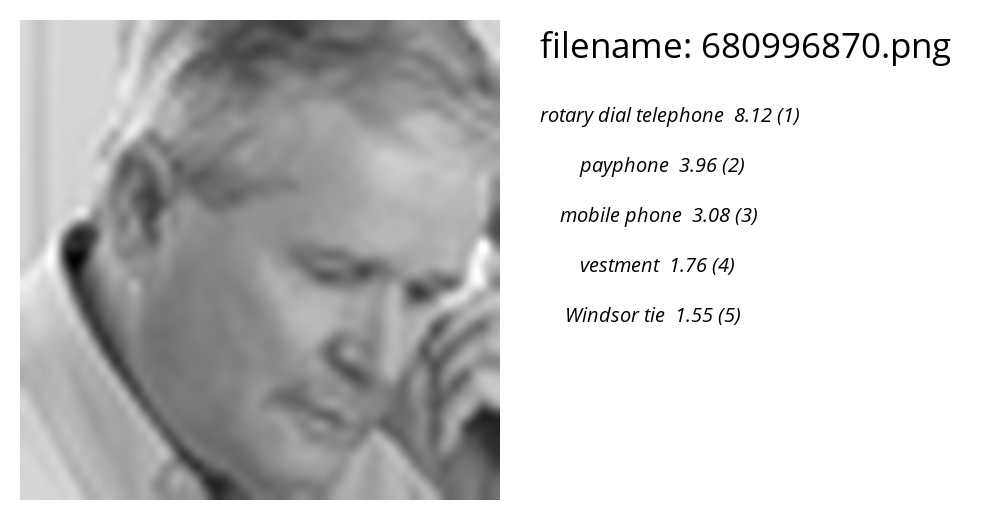 filename: 680996870.png
rotary dial telephone 8.12 (1)
payphone 3.96 (2)
mobile phone 3.08 (3)
vestment 1.76 (4)
Windsor tie 1.55 (5)